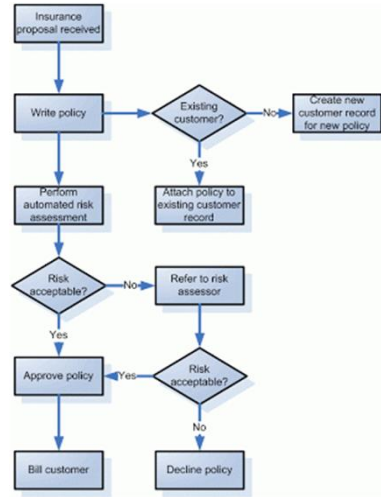 Insurance
proposal received
Write policy
Existing
customer?
No
Create new
customer record
for new policy
Yes
Perform
automated risk
assessment
Attach policy to
existing customer
record
Risk
acceptable?
No
Refer to risk
assessor
Yes
Approve policy
Yes
Risk
acceptable?
No
Bill customer
Decline policy